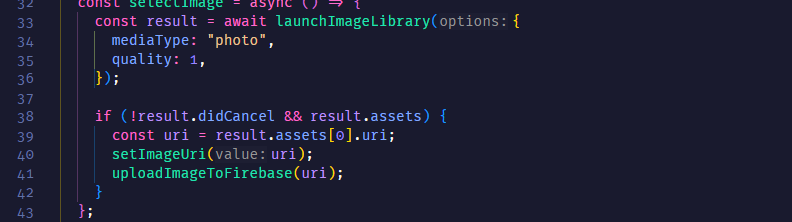 32 const selectImage = async () => {
33 const result = await launchImageLibrary(options: {
34 mediaType: "photo",
35 quality: 1,
36 });
37
38 if (!result.didCancel && result.assets) {
39 const uri = result.assets[0].uri;
40 setImageUri(value: uri);
41 uploadImageToFirebase(uri);
42 }
43 };